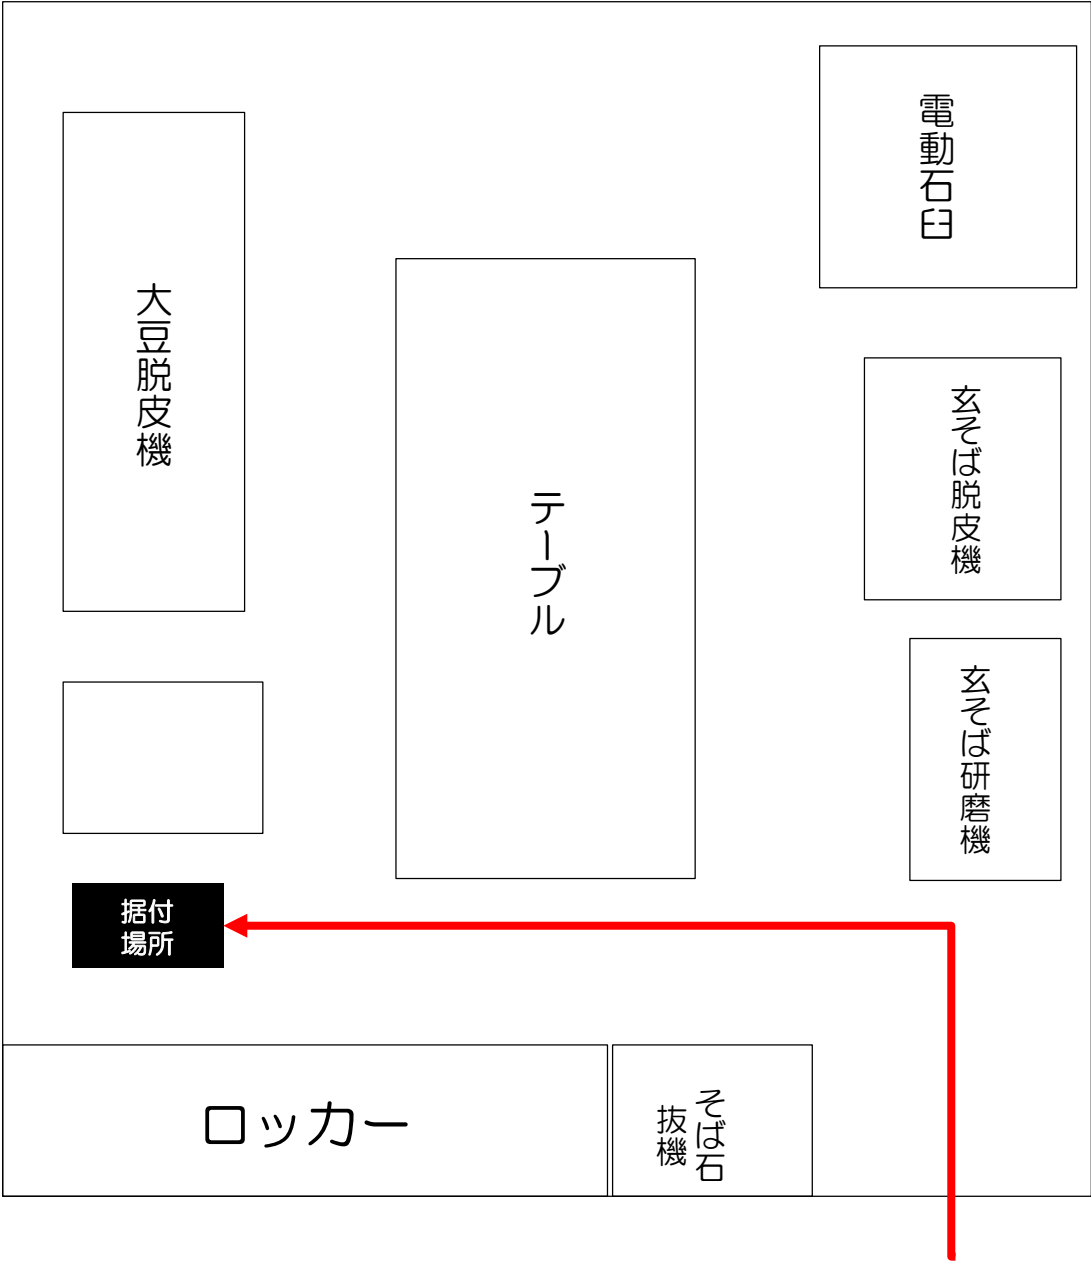 電動石臼
大豆脱皮機
玄そば脱皮機
テーブル
玄そば研磨機
据付
場所
ロッカー
そば石
抜機